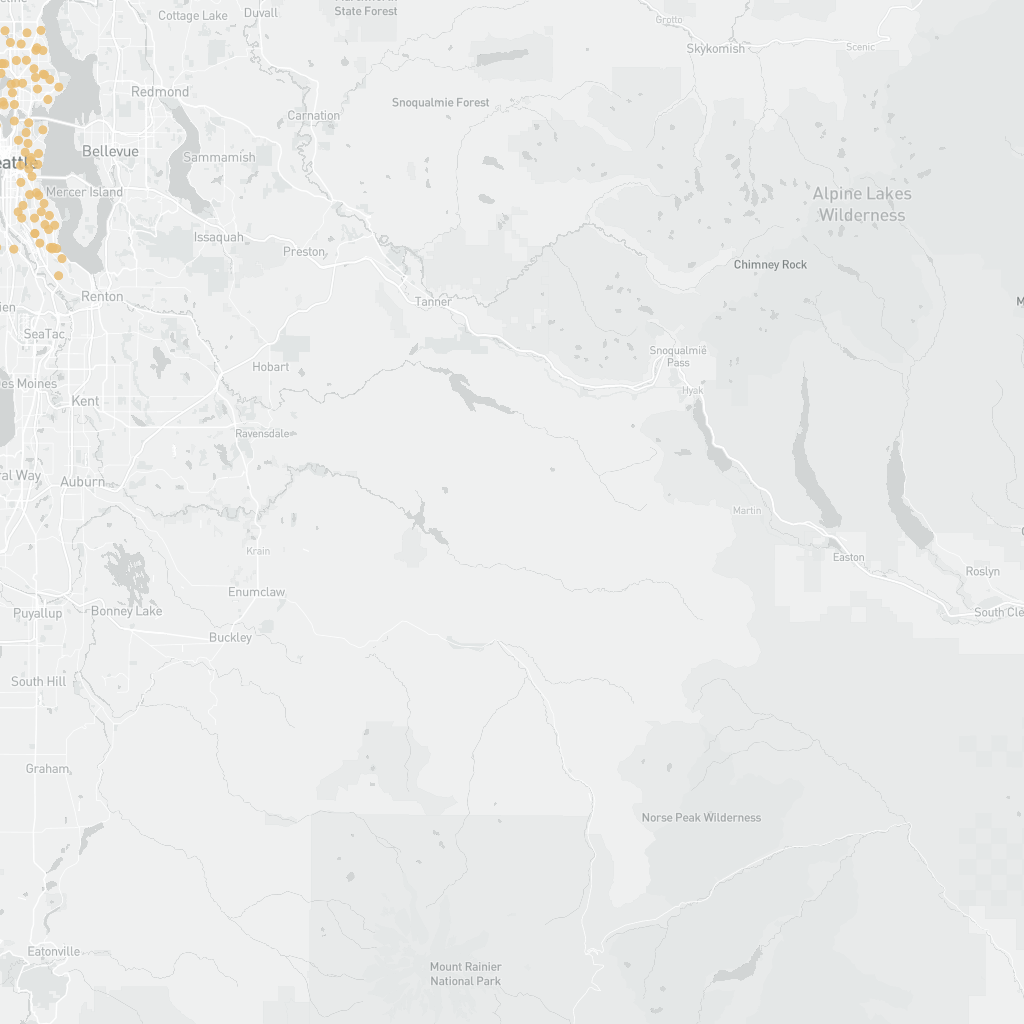 Cottage Lake
Duvall
State Forest
Grotto
Skykomish
Scenic
Redmond
Snoqualmie Forest
Carnation
Bellevue
Sammamish
eattle
Mercer Island
Alpine Lakes
Wilderness
Issaquah
Preston
Chimney Rock
Renton
Tanner
M
ien
SeaTac
Snoqualmie
Pass
Hobart
es Moines
Hyak
Kent
Ravensdale
ral Way
Auburn
Martin
Krain
Easton
Roslyn
Enumclaw
Puyallup
Bonney Lake
South Cle
Buckley
South Hill
Graham
Norse Peak Wilderness
Eatonville
Mount Rainier
National Park